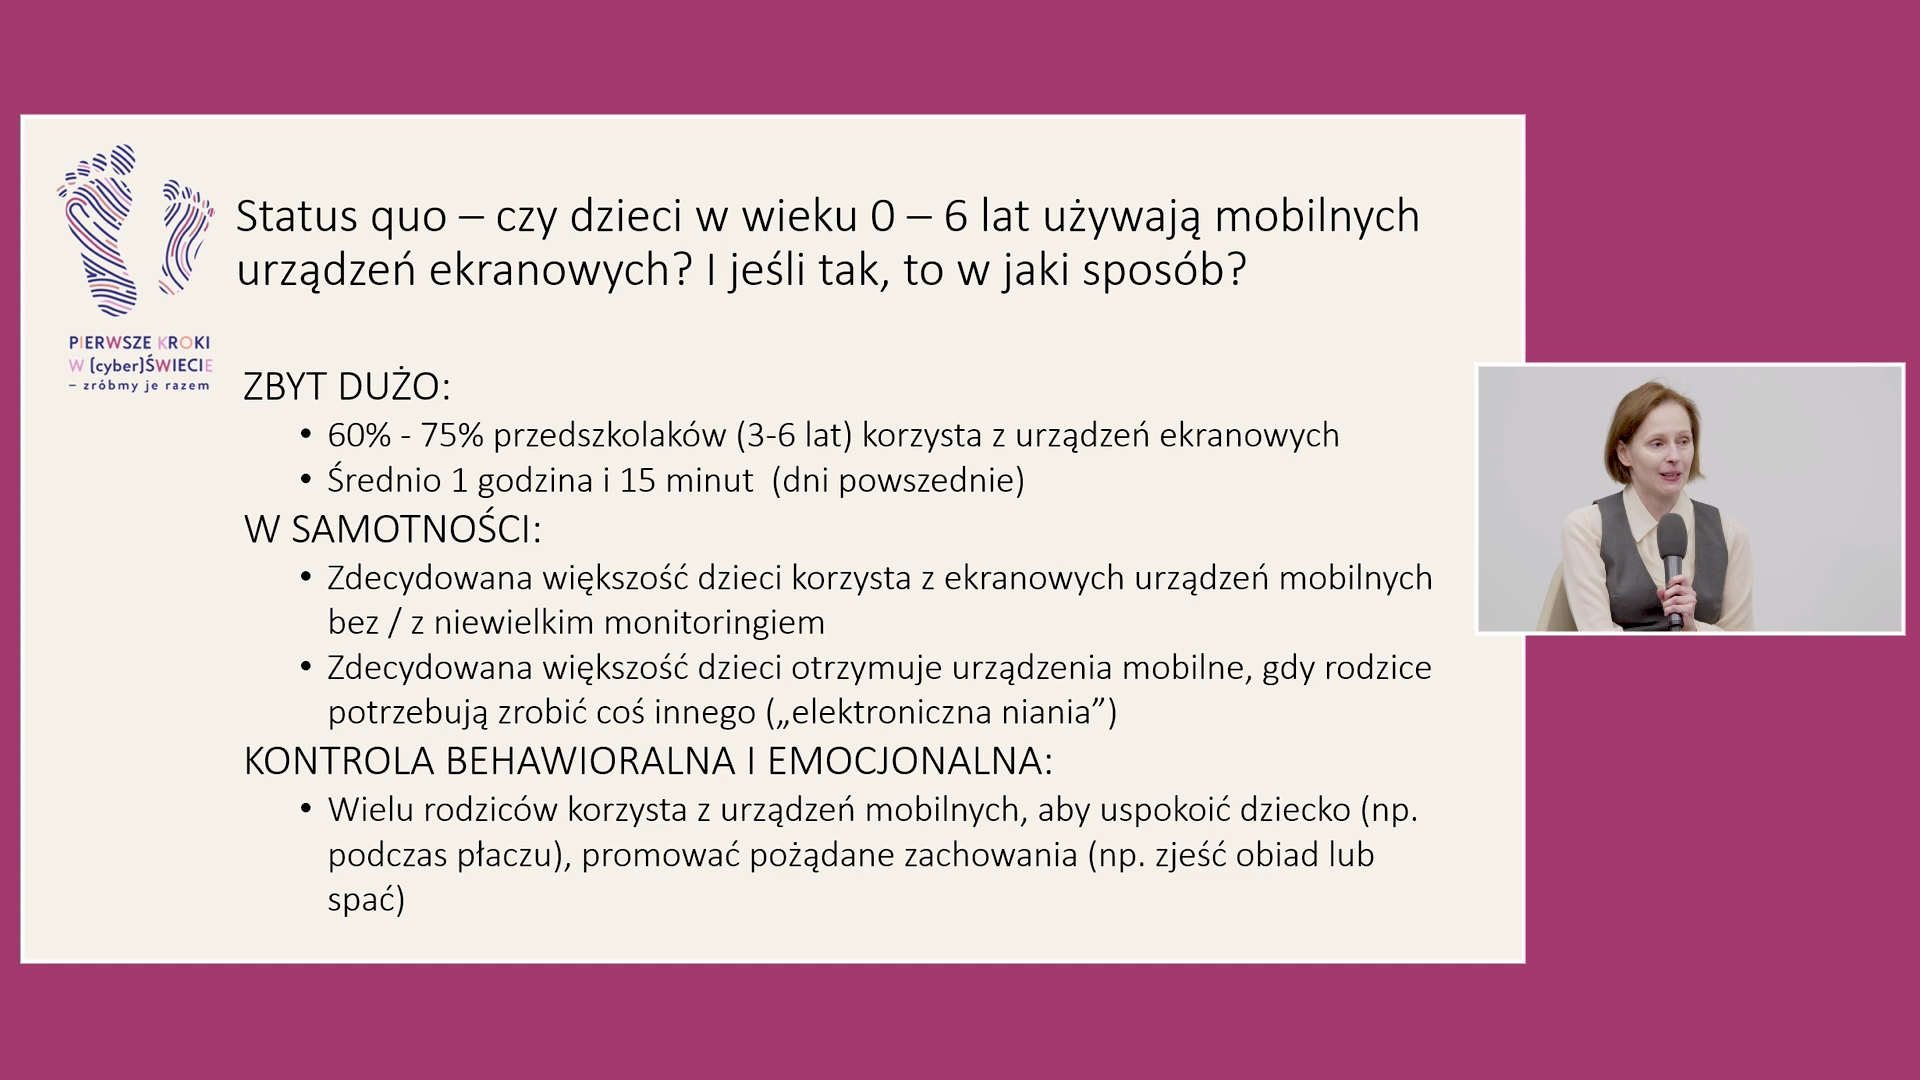 Status quo – czy dzieci w wieku 0 – 6 lat używają mobilnych
urządzeń ekranowych? I jeśli tak, to w jaki sposób?
PIERWSZE KROKI
W [cyber]ŚWIECIE
– zróbmy je razem
ZBYT DUŻO:
• 60% - 75% przedszkolaków (3-6 lat) korzysta z urządzeń ekranowych
• Średnio 1 godzina i 15 minut (dni powszednie)
W SAMOTNOŚCI:
• Zdecydowana większość dzieci korzysta z ekranowych urządzeń mobilnych
bez / z niewielkim monitoringiem
• Zdecydowana większość dzieci otrzymuje urządzenia mobilne, gdy rodzice
potrzebują zrobić coś innego („elektroniczna niania”)
KONTROLA BEHAWIORALNA I EMOCJONALNA:
• Wielu rodziców korzysta z urządzeń mobilnych, aby uspokoić dziecko (np.
podczas płaczu), promować pożądane zachowania (np. zjeść obiad lub
spać)